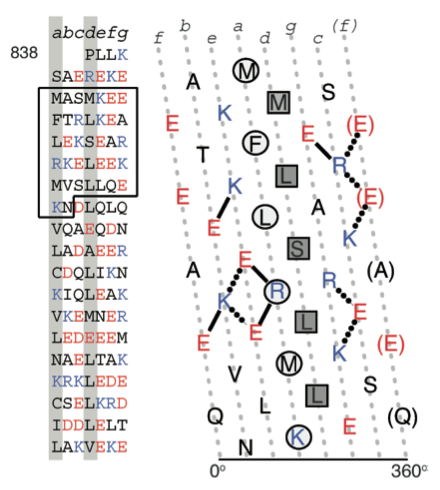 abcdefg
838 PLLK
SAEREKE
MASMKEE
FTRLKEA
LEKSEAR
RKELEEK
MVSLLQE
KNDLQLQ
VQAEQDN
LADAEER
CDQLIKN
KIQLEAK
VKEMNER
LEDEEEM
NAELTAK
KRKLEDE
CSELKRD
IDDLELT
LAKVEKE
f b e a d g c (f)
M
A S
M
K
E E (E)
F
T R
L
K
E (E)
A
L
E K
S
E
A (A)
R R
K E
L
E
E (E)
K
M
V S
L
L
Q (Q)
E
K
N
0° 360°